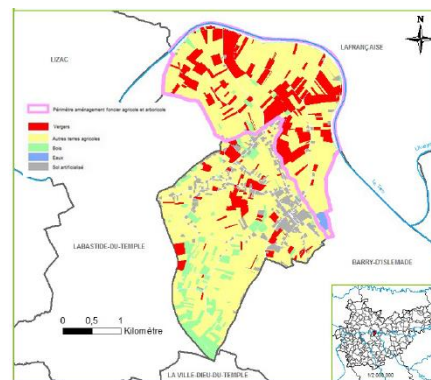 N
LIZAC
LAFRANÇAISE
Périmètre aménagement foncier agricole et arboricole
Vergers
Autres terres agricoles
Bois
Eaux
Sol artificialisé
LABASTIDE-DU-TEMPLE
BARRY-D'ISLEMADE
0 0,5 1
Kilomètre
LA VILLE-DIEU-DU-TEMPLE